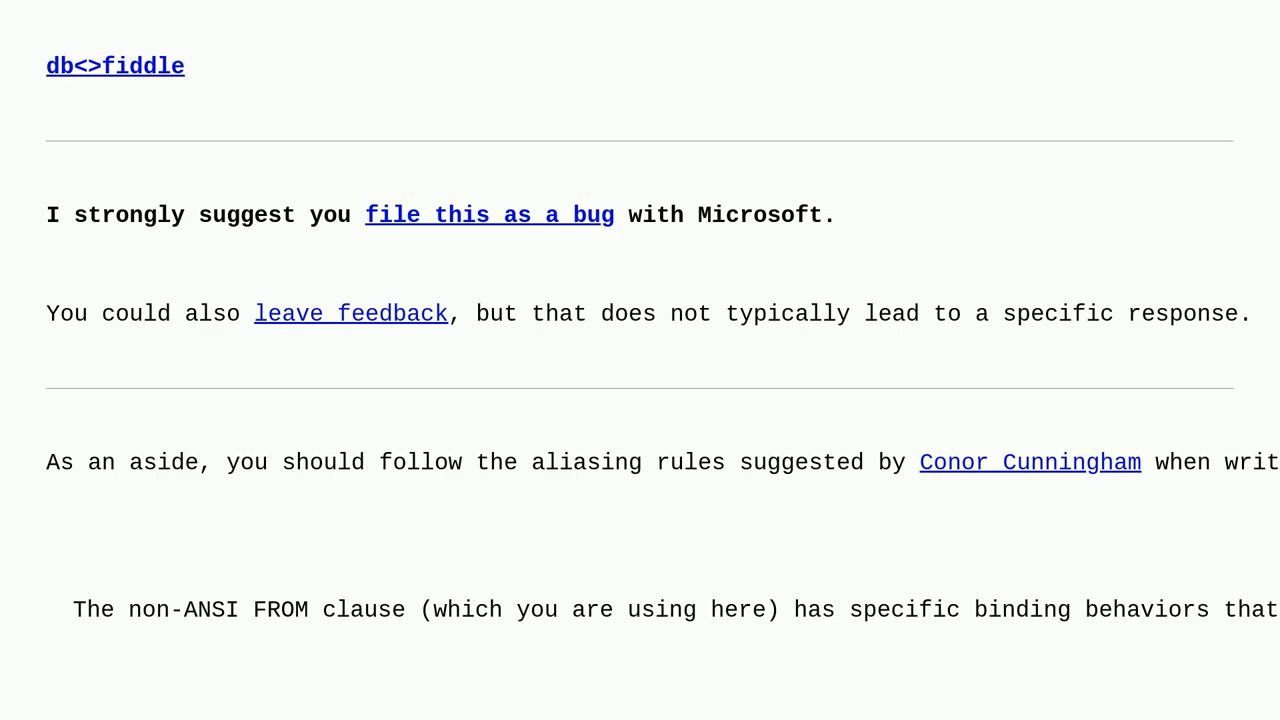 db<>fiddle
I strongly suggest you file this as a bug with Microsoft.
You could also leave feedback, but that does not typically lead to a specific response.
As an aside, you should follow the aliasing rules suggested by Conor Cunningham when writ
The non-ANSI FROM clause (which you are using here) has specific binding behaviors that